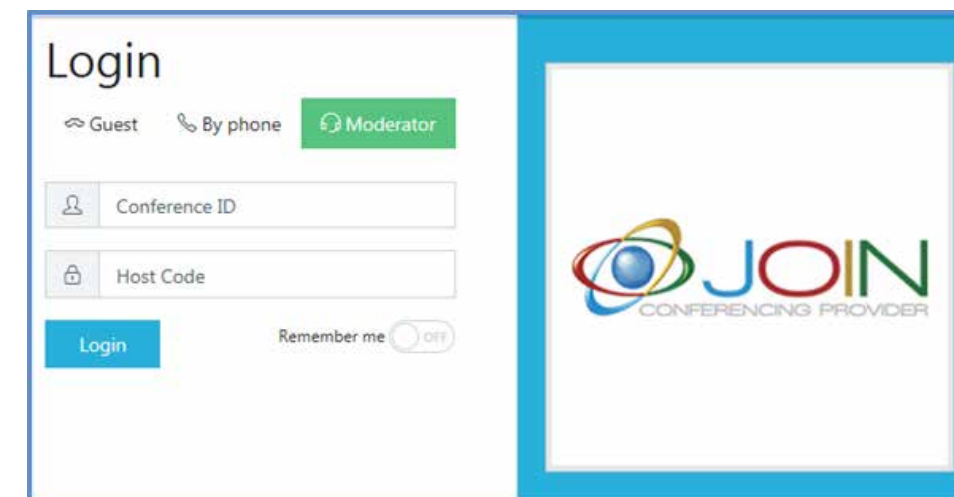 Login
Guest By phone Moderator
Conference ID
Host Code
Login Remember me OFF
JOIN
CONFERENCING PROVIDER